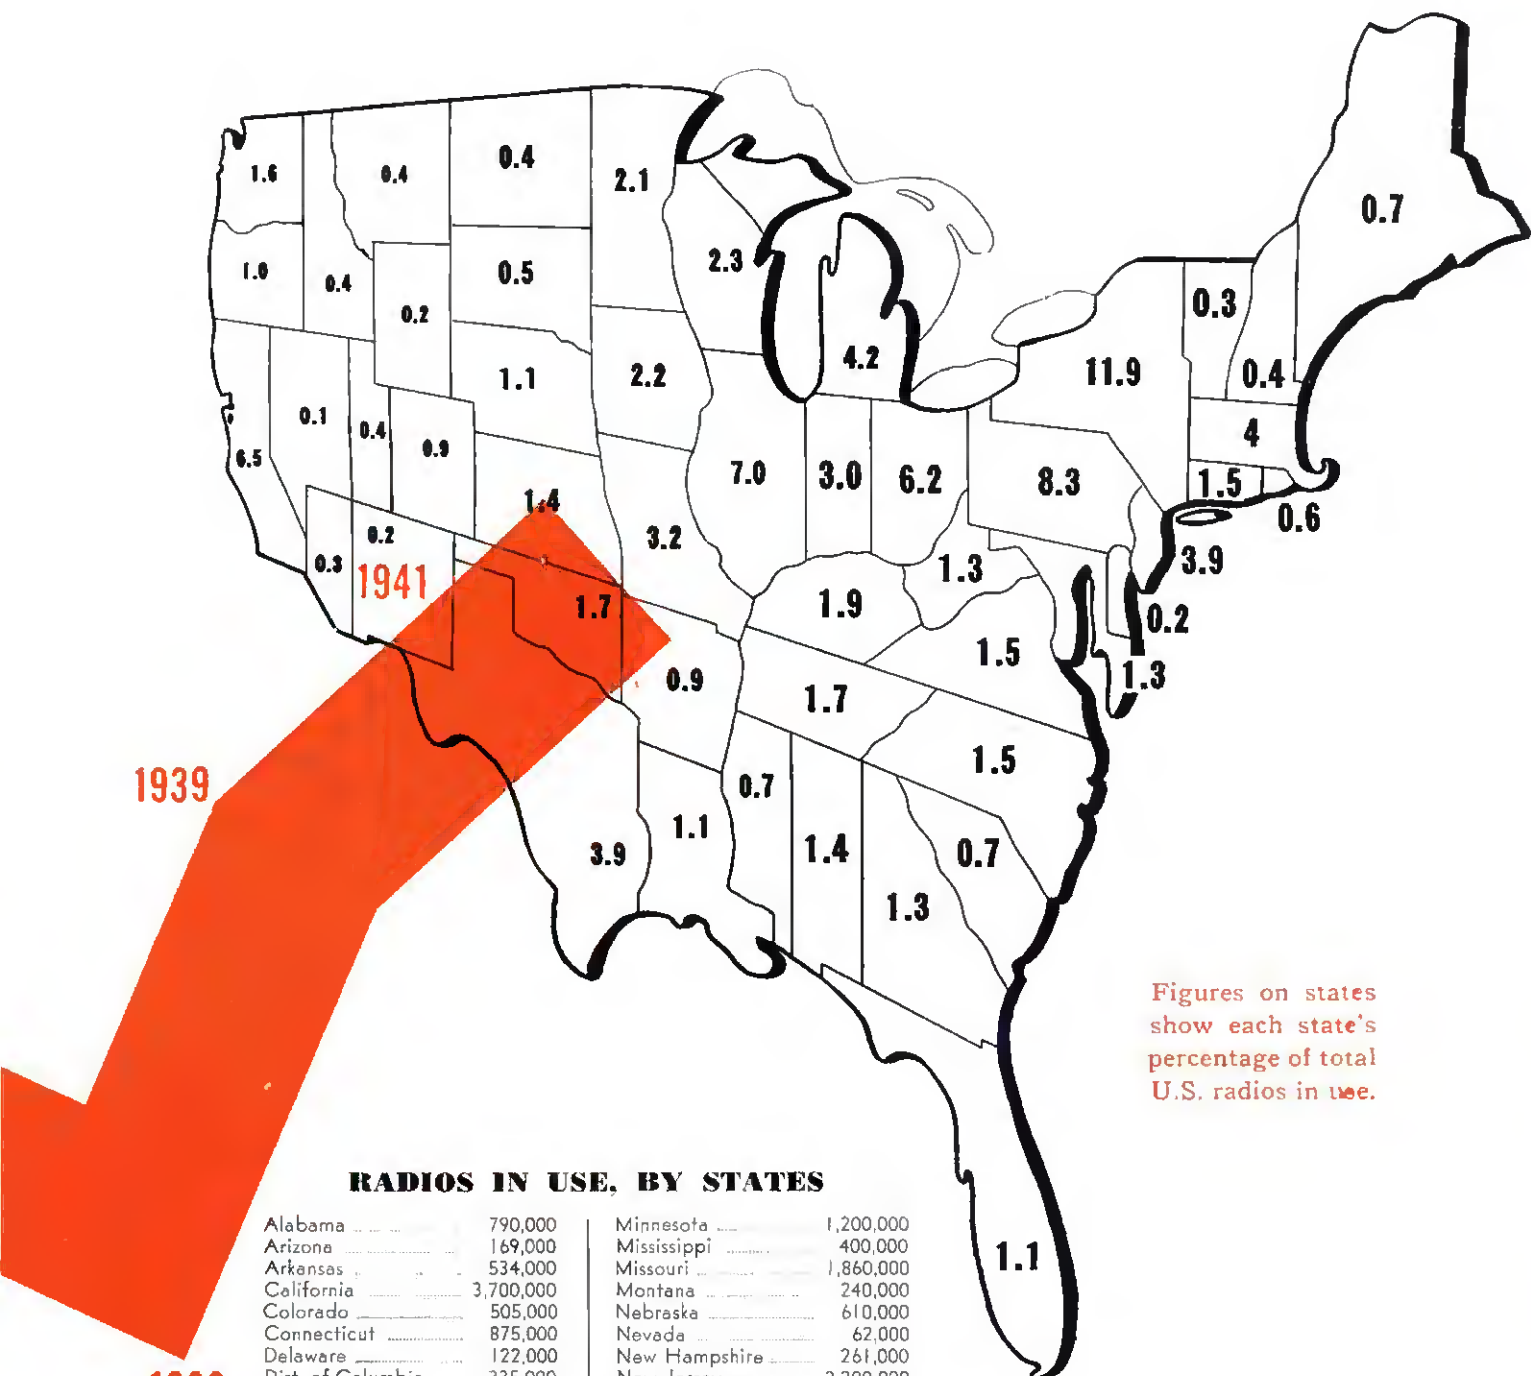 1.6
0.4
0.4
2.1
0.7
1.0
0.4
0.2
0.5
2.3
0.3
6.5
0.1
0.4
0.9
1.1
2.2
4.2
11.9
0.4
4
0.3
0.2
1.4
3.2
7.0
3.0
6.2
8.3
1.5
0.6
1941
1.7
1.9
1.3
3.9
0.2
0.9
1.7
1.5
1.3
1939
3.9
1.1
0.7
1.4
1.3
1.5
0.7
1.1
Figures on states
show each state's
percentage of total
U.S. radios in use.
RADIOS IN USE, BY STATES
Alabama 790,000
Arizona 169,000
Arkansas 534,000
California 3,700,000
Colorado 505,000
Connecticut 875,000
Delaware 122,000
Dist. of Columbia 335,000
Minnesota 1,200,000
Mississippi 400,000
Missouri 1,860,000
Montana 240,000
Nebraska 610,000
Nevada 62,000
New Hampshire 261,000